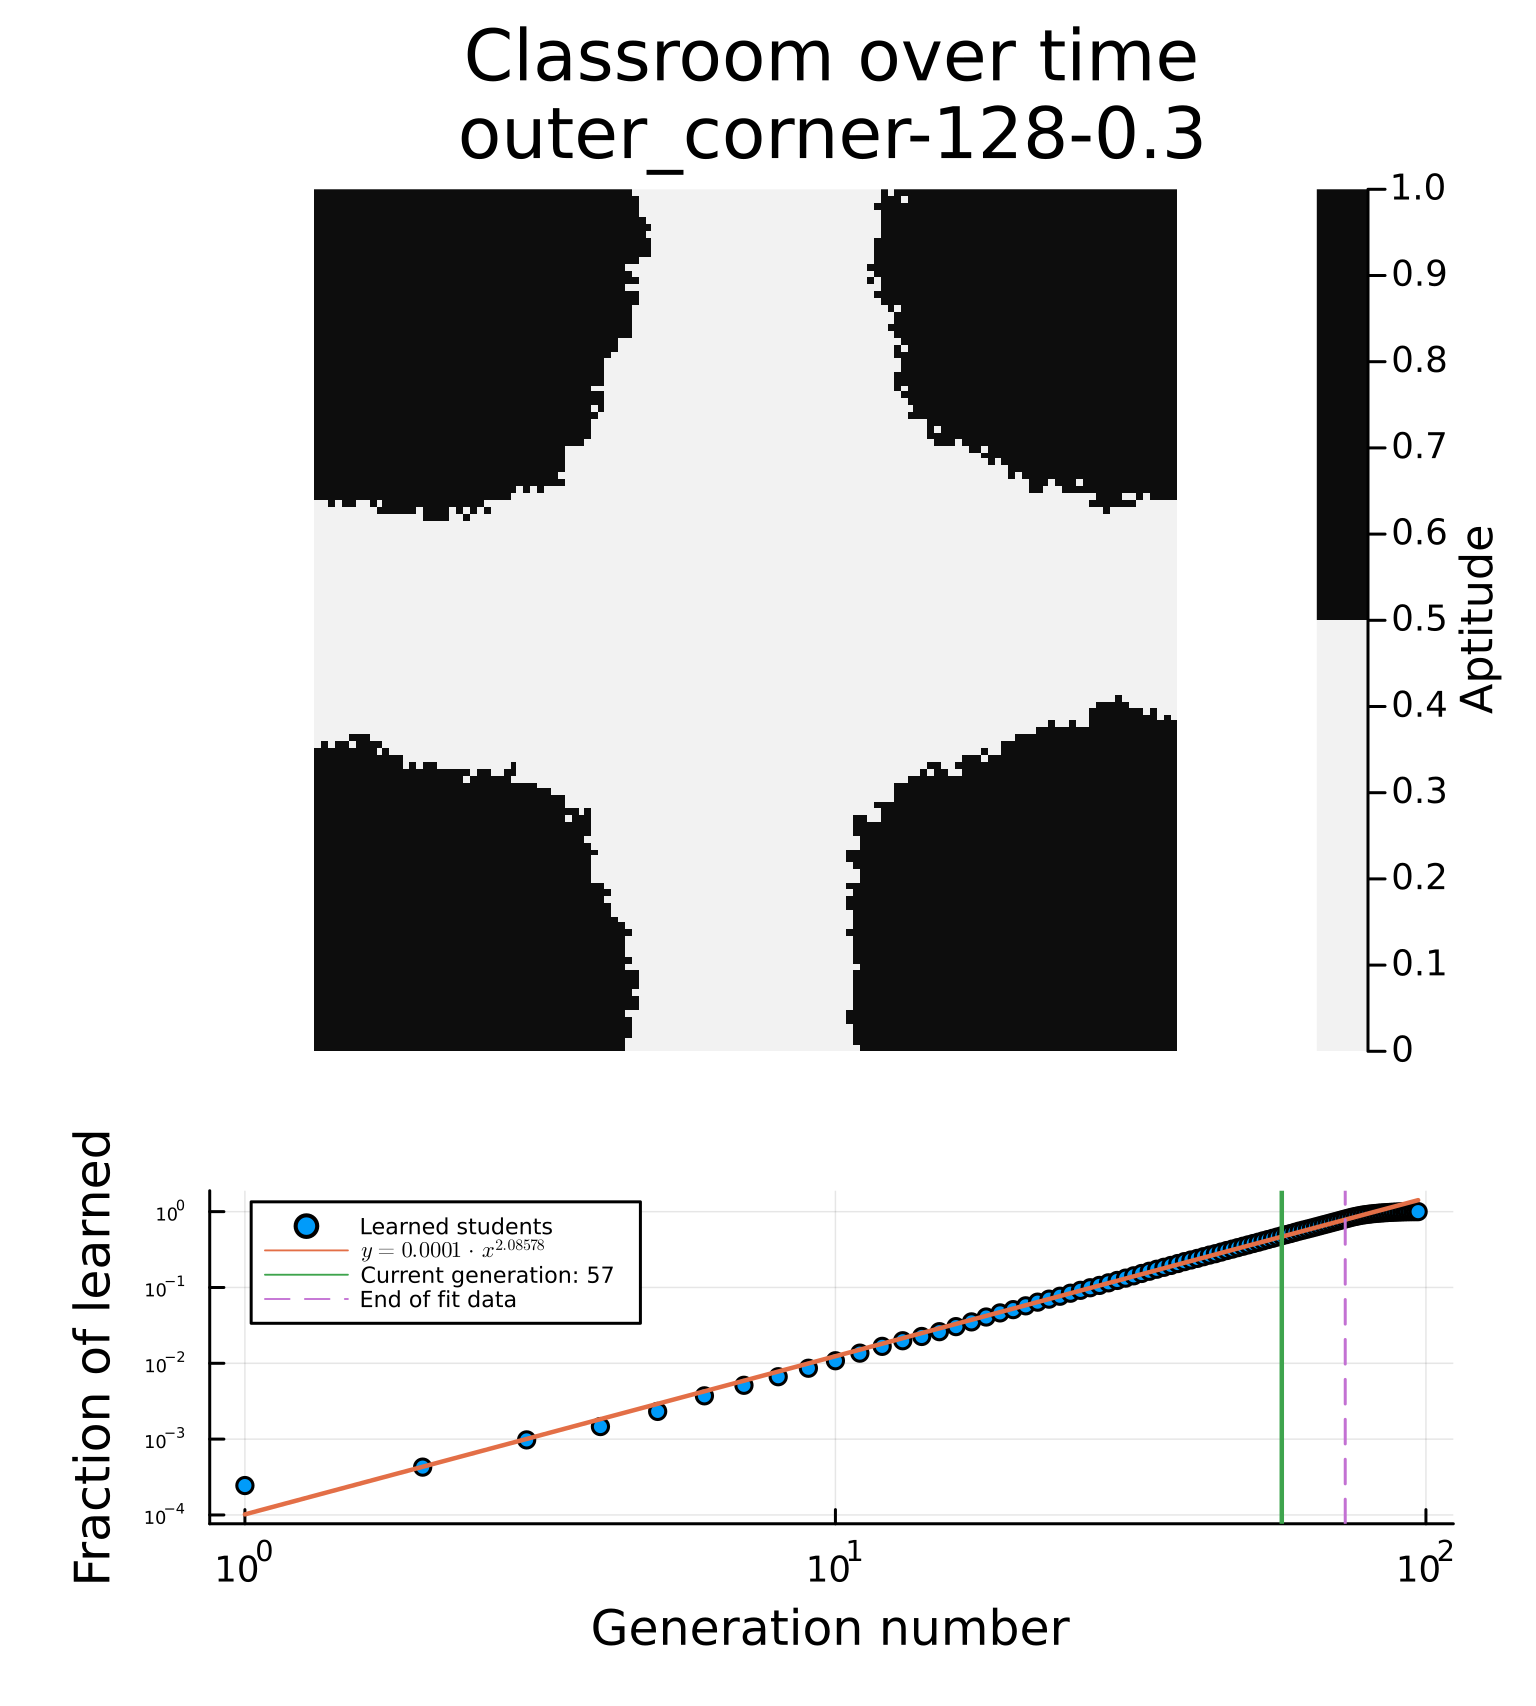 Classroom over time
outer_corner-128-0.3
1.0
0.9
0.8
0.7
0.6
0.5
0.4
0.3
0.2
0.1
0
Aptitude
Fraction of learned
10⁰
10⁻¹
10⁻²
10⁻³
10⁻⁴
Learned students
y = 0.0001 · x^2.08578
Current generation: 57
End of fit data
10⁰ 10¹ 10²
Generation number